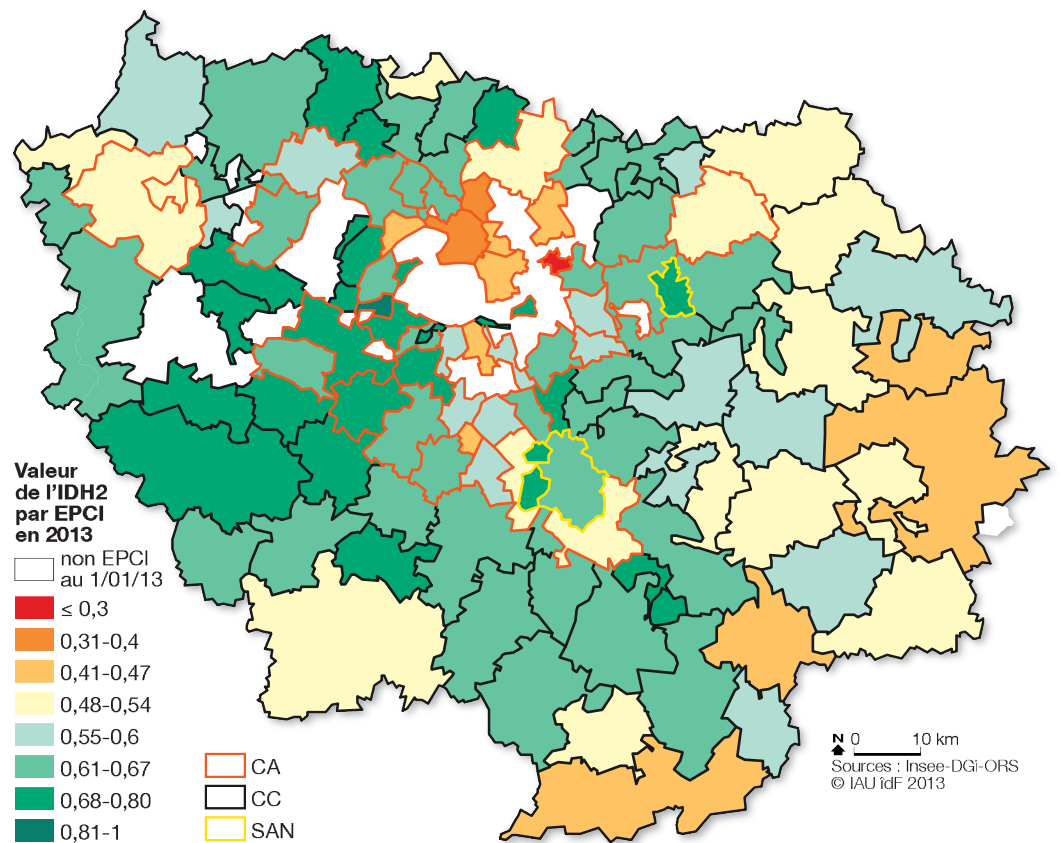 Valeur
de l'IDH2
par EPCI
en 2013
non EPCI
au 1/01/13
≤ 0,3
0,31-0,4
0,41-0,47
0,48-0,54
0,55-0,6
0,61-0,67
0,68-0,80
0,81-1
CA
CC
SAN
N 0 10 km
Sources : Insee-DGi-ORS
© IAU îdF 2013